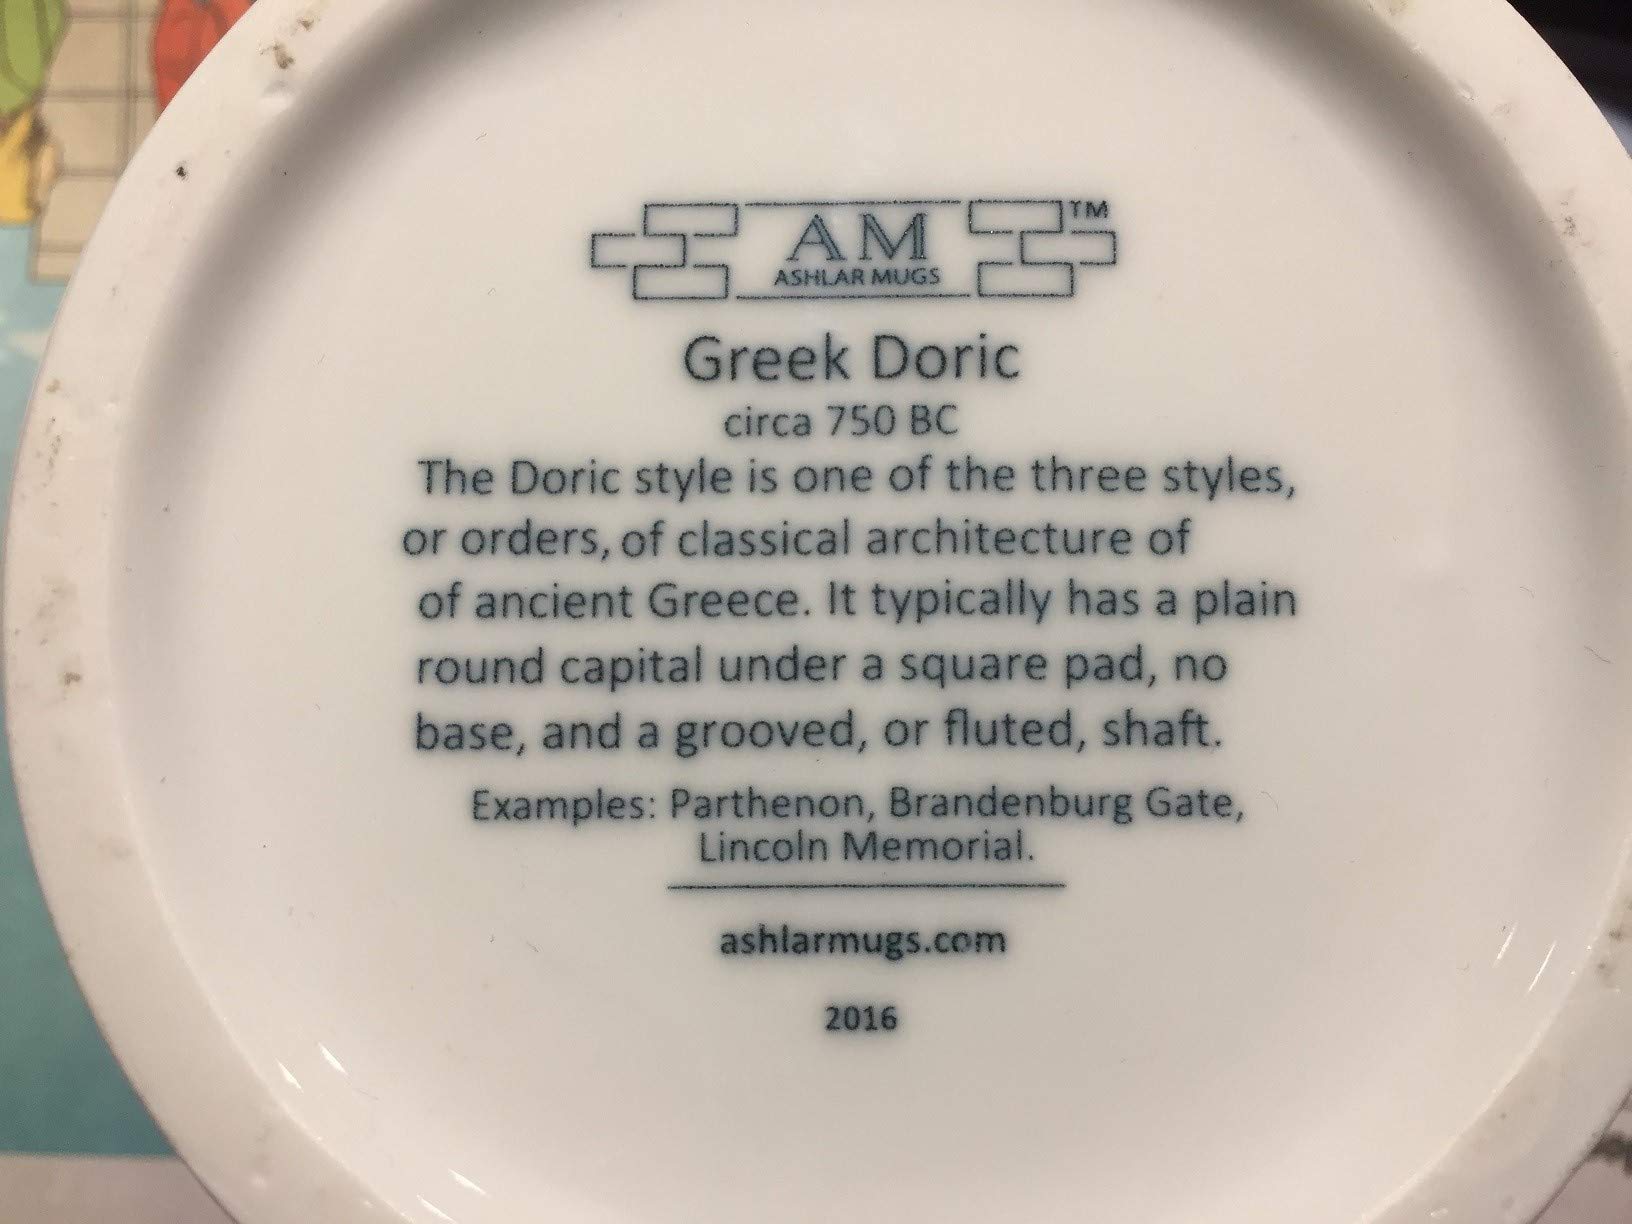 AM™
ASHLAR MUGS
Greek Doric
circa 750 BC
The Doric style is one of the three styles,
or orders, of classical architecture of
of ancient Greece. It typically has a plain
round capital under a square pad, no
base, and a grooved, or fluted, shaft.
Examples: Parthenon, Brandenburg Gate,
Lincoln Memorial.
ashlarmugs.com
2016